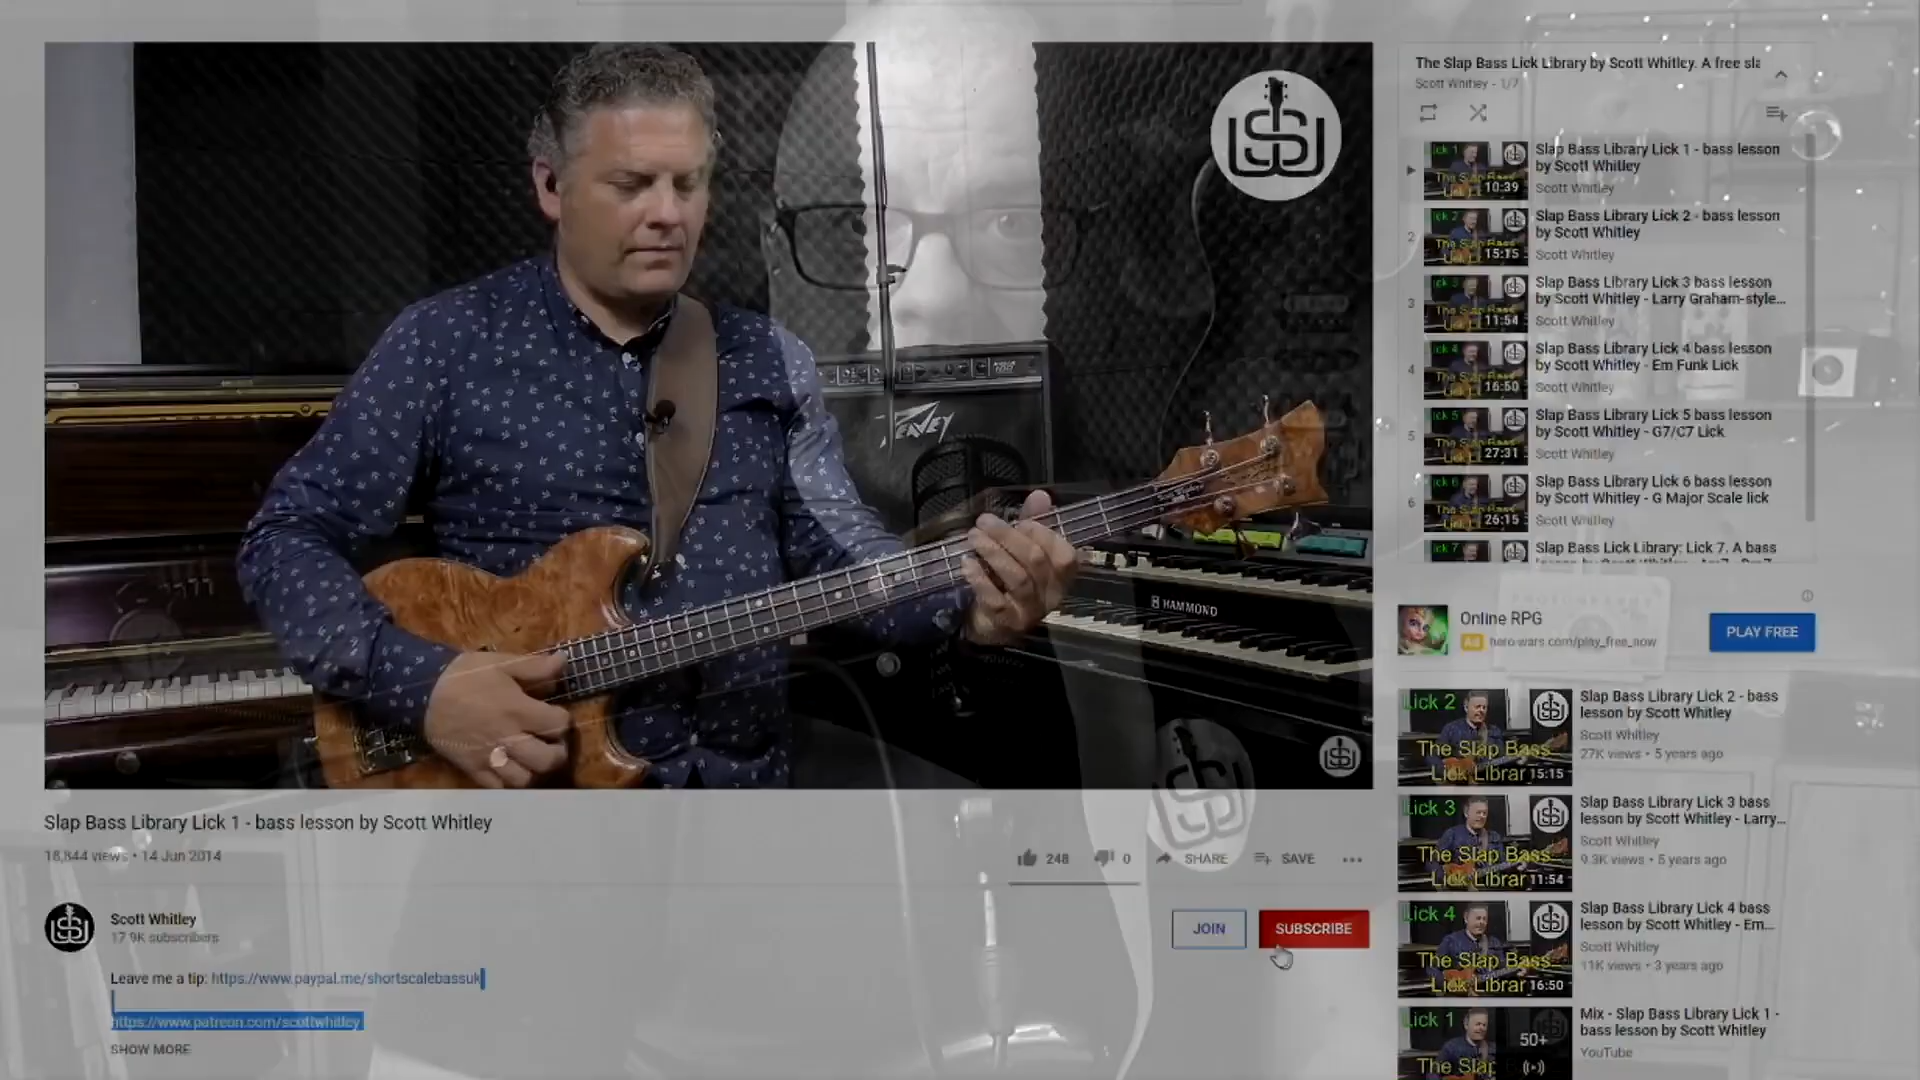 PEAVEY
HAMMOND
Slap Bass Library Lick 1 - bass lesson by Scott Whitley
18,844 views • 14 Jun 2014
248
0
SHARE
SAVE
Scott Whitley
17.9K subscribers
JOIN
SUBSCRIBE
Leave me a tip: https://www.paypal.me/shortscalebassuk
https://www.patreon.com/scottwhitley
SHOW MORE
The Slap Bass Lick Library by Scott Whitley. A free sla
Scott Whitley - 1/7
10:39
Slap Bass Library Lick 1 - bass lesson
by Scott Whitley
Scott Whitley
2
15:15
Slap Bass Library Lick 2 - bass lesson
by Scott Whitley
Scott Whitley
3
11:54
Slap Bass Library Lick 3 bass lesson
by Scott Whitley - Larry Graham-style...
Scott Whitley
4
16:50
Slap Bass Library Lick 4 bass lesson
by Scott Whitley - Em Funk Lick
Scott Whitley
5
27:31
Slap Bass Library Lick 5 bass lesson
by Scott Whitley - G7/C7 Lick
Scott Whitley
6
26:15
Slap Bass Library Lick 6 bass lesson
by Scott Whitley - G Major Scale lick
Scott Whitley
Slap Bass Lick Library: Lick 7. A bass
Online RPG
Ad hero-wars.com/play_free_now
PLAY FREE
Lick 2
The Slap Bass
Lick Librar 15:15
Slap Bass Library Lick 2 - bass
lesson by Scott Whitley
Scott Whitley
27K views • 5 years ago
Lick 3
The Slap Bass
Lick Librar 11:54
Slap Bass Library Lick 3 bass
lesson by Scott Whitley - Larry...
Scott Whitley
9.3K views • 5 years ago
Lick 4
The Slap Bass
Lick Librar 16:50
Slap Bass Library Lick 4 bass
lesson by Scott Whitley - Em...
Scott Whitley
11K views • 3 years ago
Lick 1
The Slap
50+
Mix - Slap Bass Library Lick 1 -
bass lesson by Scott Whitley
YouTube